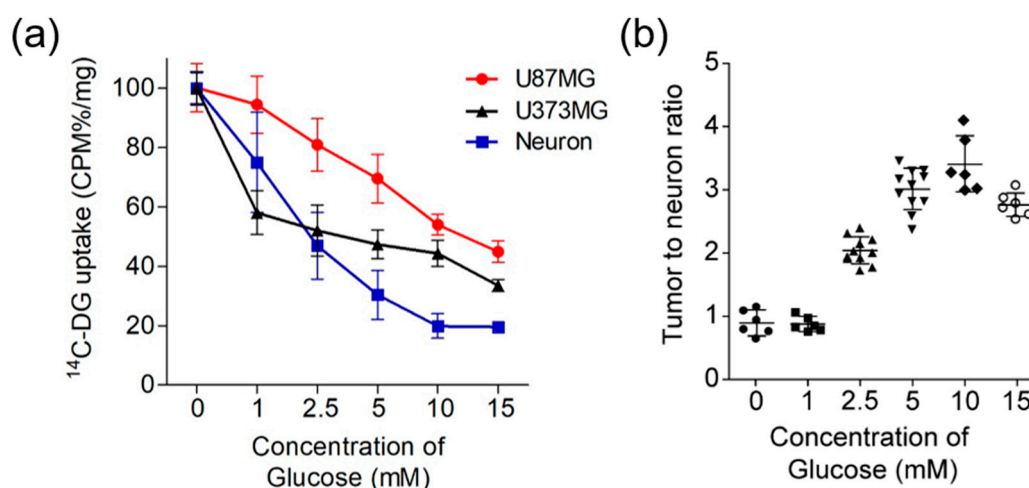 (a)
¹⁴C-DG uptake (CPM%/mg)
100
80
60
40
20
0
0 1 2.5 5 10 15
Concentration of
Glucose (mM)
U87MG
U373MG
Neuron
(b)
Tumor to neuron ratio
5
4
3
2
1
0
0 1 2.5 5 10 15
Concentration of
Glucose (mM)